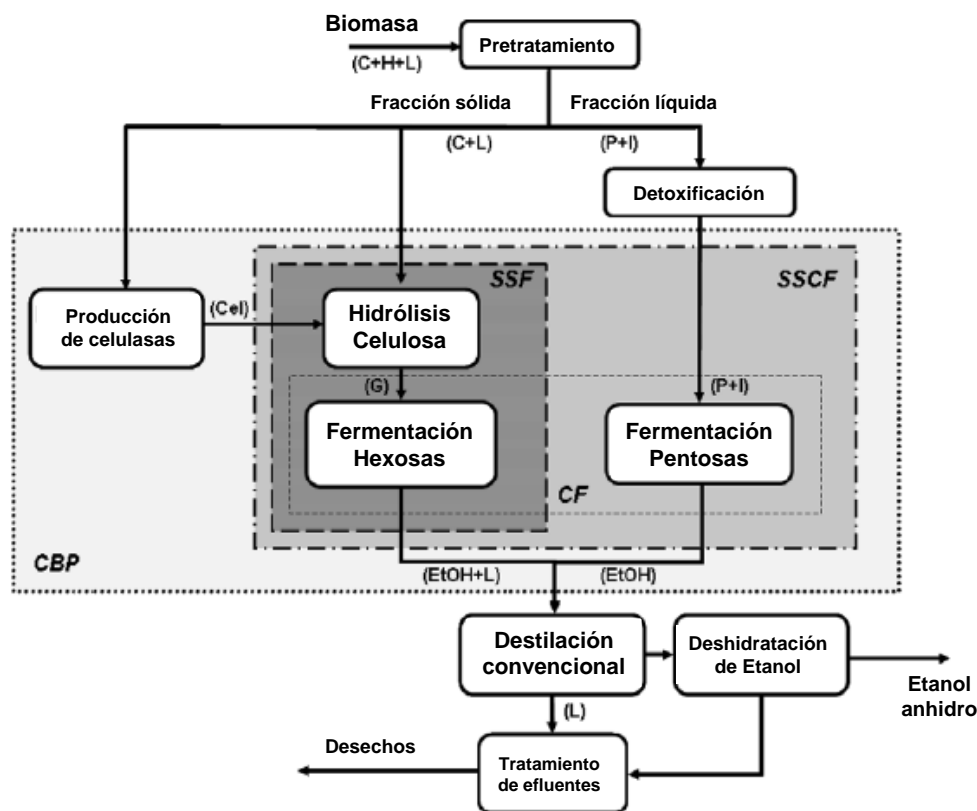 Biomasa
(C+H+L)
Pretratamiento
Fracción sólida
Fracción líquida
(C+L)
(P+I)
Detoxificación
SSF
SSCF
Producción
de celulasas
(Cel)
Hidrólisis
Celulosa
(G)
(P+I)
Fermentación
Hexosas
Fermentación
Pentosas
CF
CBP
(EtOH+L)
(EtOH)
Destilación
convencional
Deshidratación
de Etanol
Etanol
anhidro
(L)
Desechos
Tratamiento
de efluentes